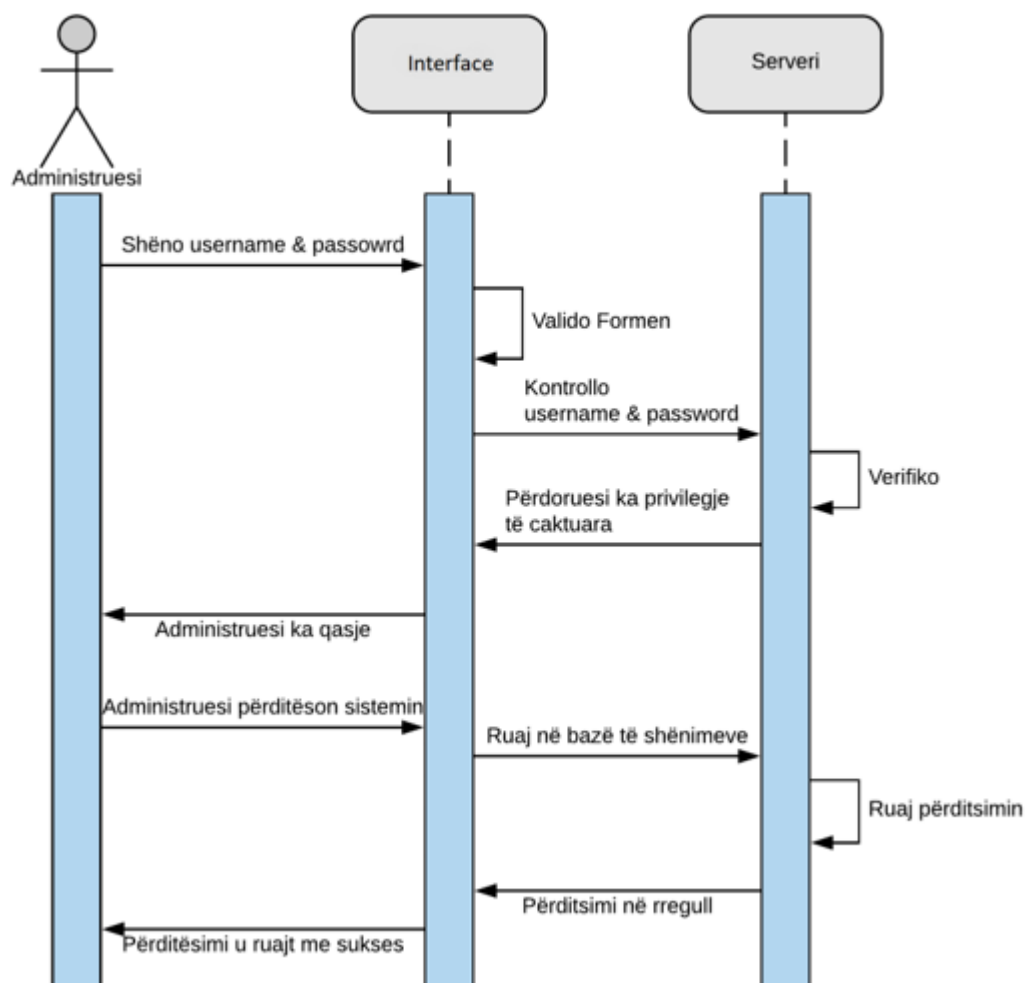 Interface
Serveri
Administruesi
Shëno username & passowrd
Valido Formen
Kontrollo
username & password
Verifiko
Përdoruesi ka privilegje
të caktuara
Administruesi ka qasje
Administruesi përditëson sistemin
Ruaj në bazë të shënimeve
Ruaj përditsimin
Përditsimi në rregull
Përditësimi u ruajt me sukses